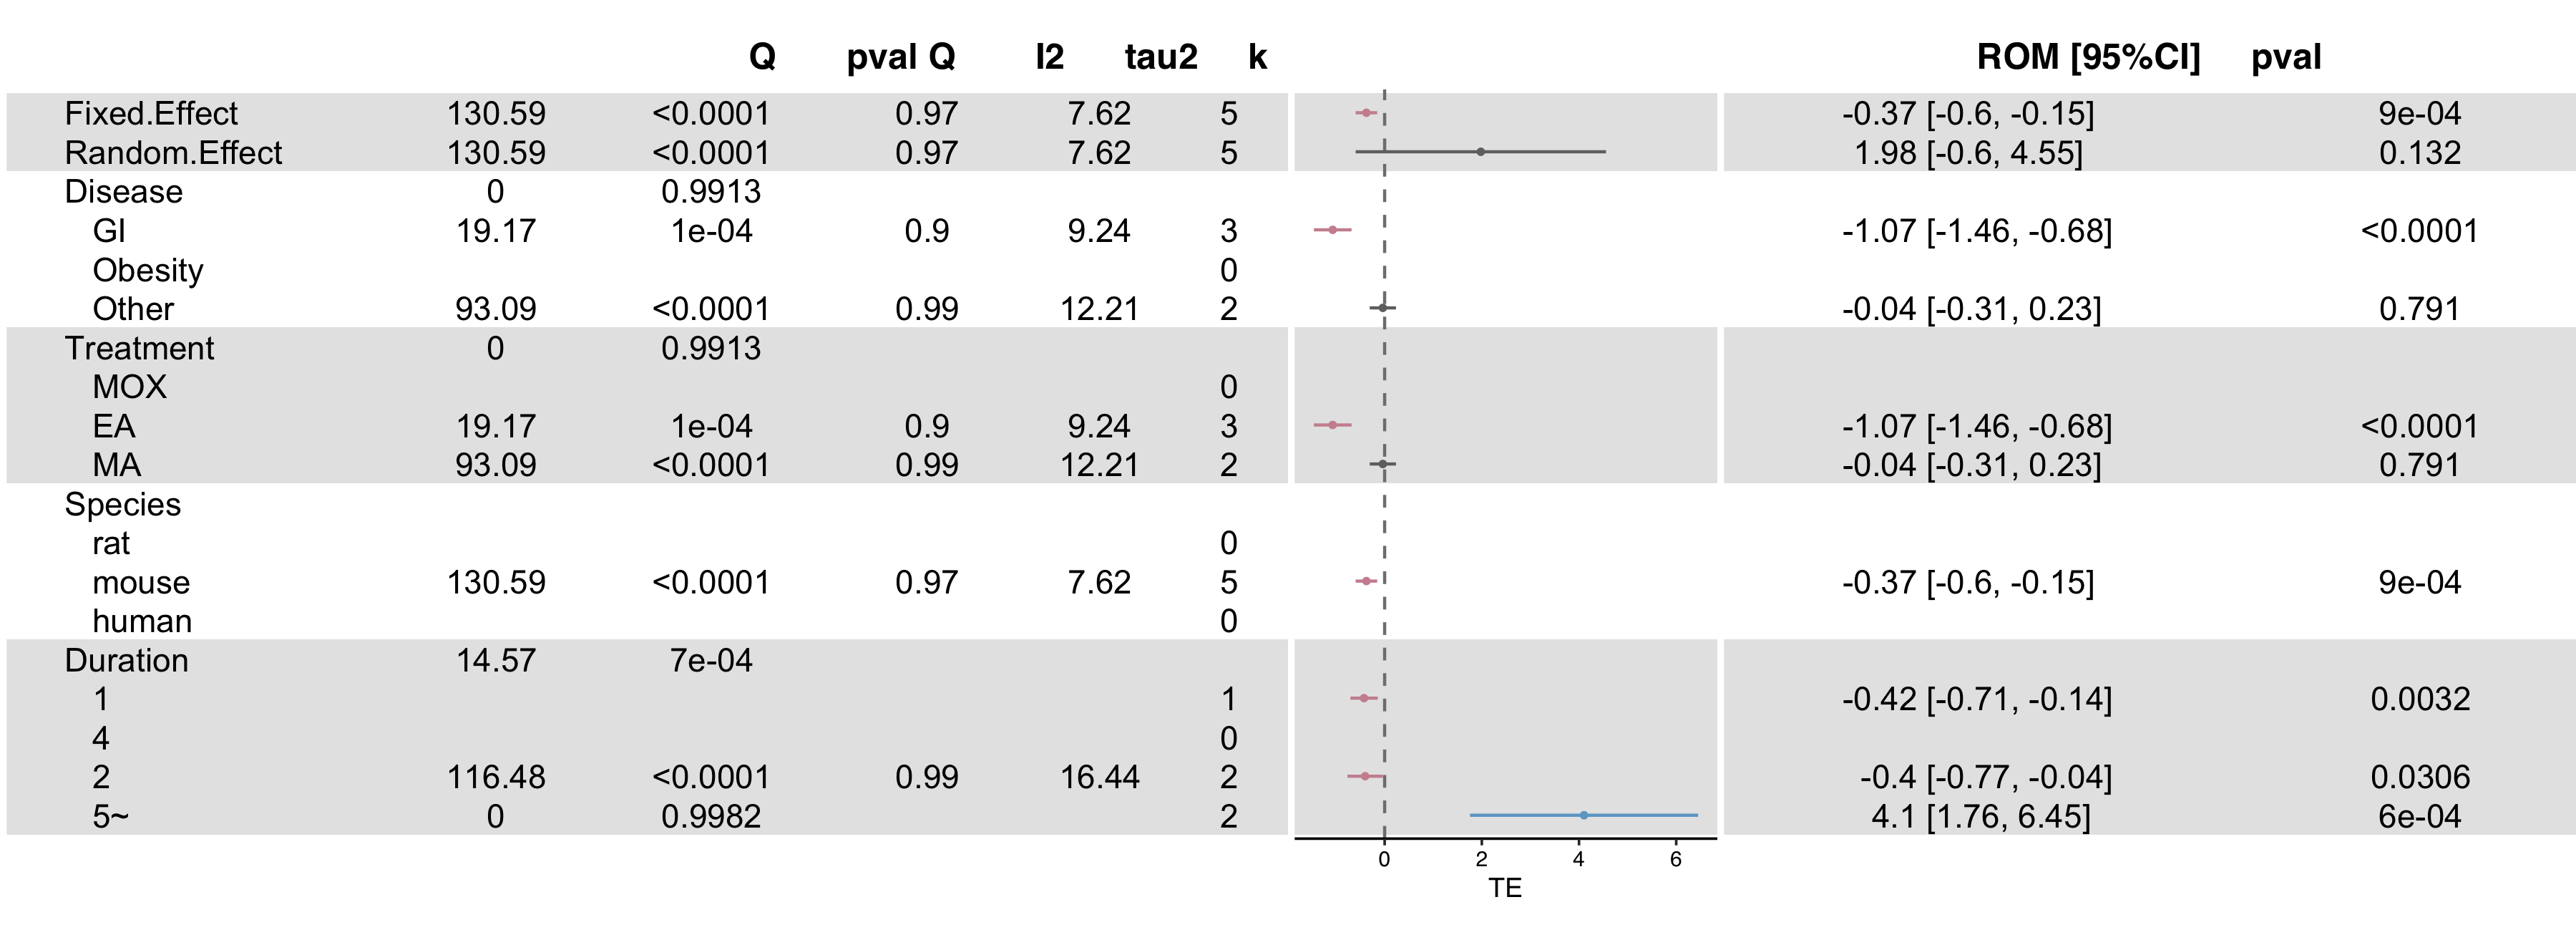 Q pval Q I2 tau2 k ROM [95%CI] pval
Fixed.Effect 130.59 <0.0001 0.97 7.62 5 -0.37 [-0.6, -0.15] 9e-04
Random.Effect 130.59 <0.0001 0.97 7.62 5 1.98 [-0.6, 4.55] 0.132
Disease 0 0.9913
GI 19.17 1e-04 0.9 9.24 3 -1.07 [-1.46, -0.68] <0.0001
Obesity 0
Other 93.09 <0.0001 0.99 12.21 2 -0.04 [-0.31, 0.23] 0.791
Treatment 0 0.9913
MOX 0
EA 19.17 1e-04 0.9 9.24 3 -1.07 [-1.46, -0.68] <0.0001
MA 93.09 <0.0001 0.99 12.21 2 -0.04 [-0.31, 0.23] 0.791
Species
rat 0
mouse 130.59 <0.0001 0.97 7.62 5 -0.37 [-0.6, -0.15] 9e-04
human 0
Duration 14.57 7e-04
1 1 -0.42 [-0.71, -0.14] 0.0032
4 0
2 116.48 <0.0001 0.99 16.44 2 -0.4 [-0.77, -0.04] 0.0306
5~ 0 0.9982 2 4.1 [1.76, 6.45] 6e-04
0 2 4 6
TE